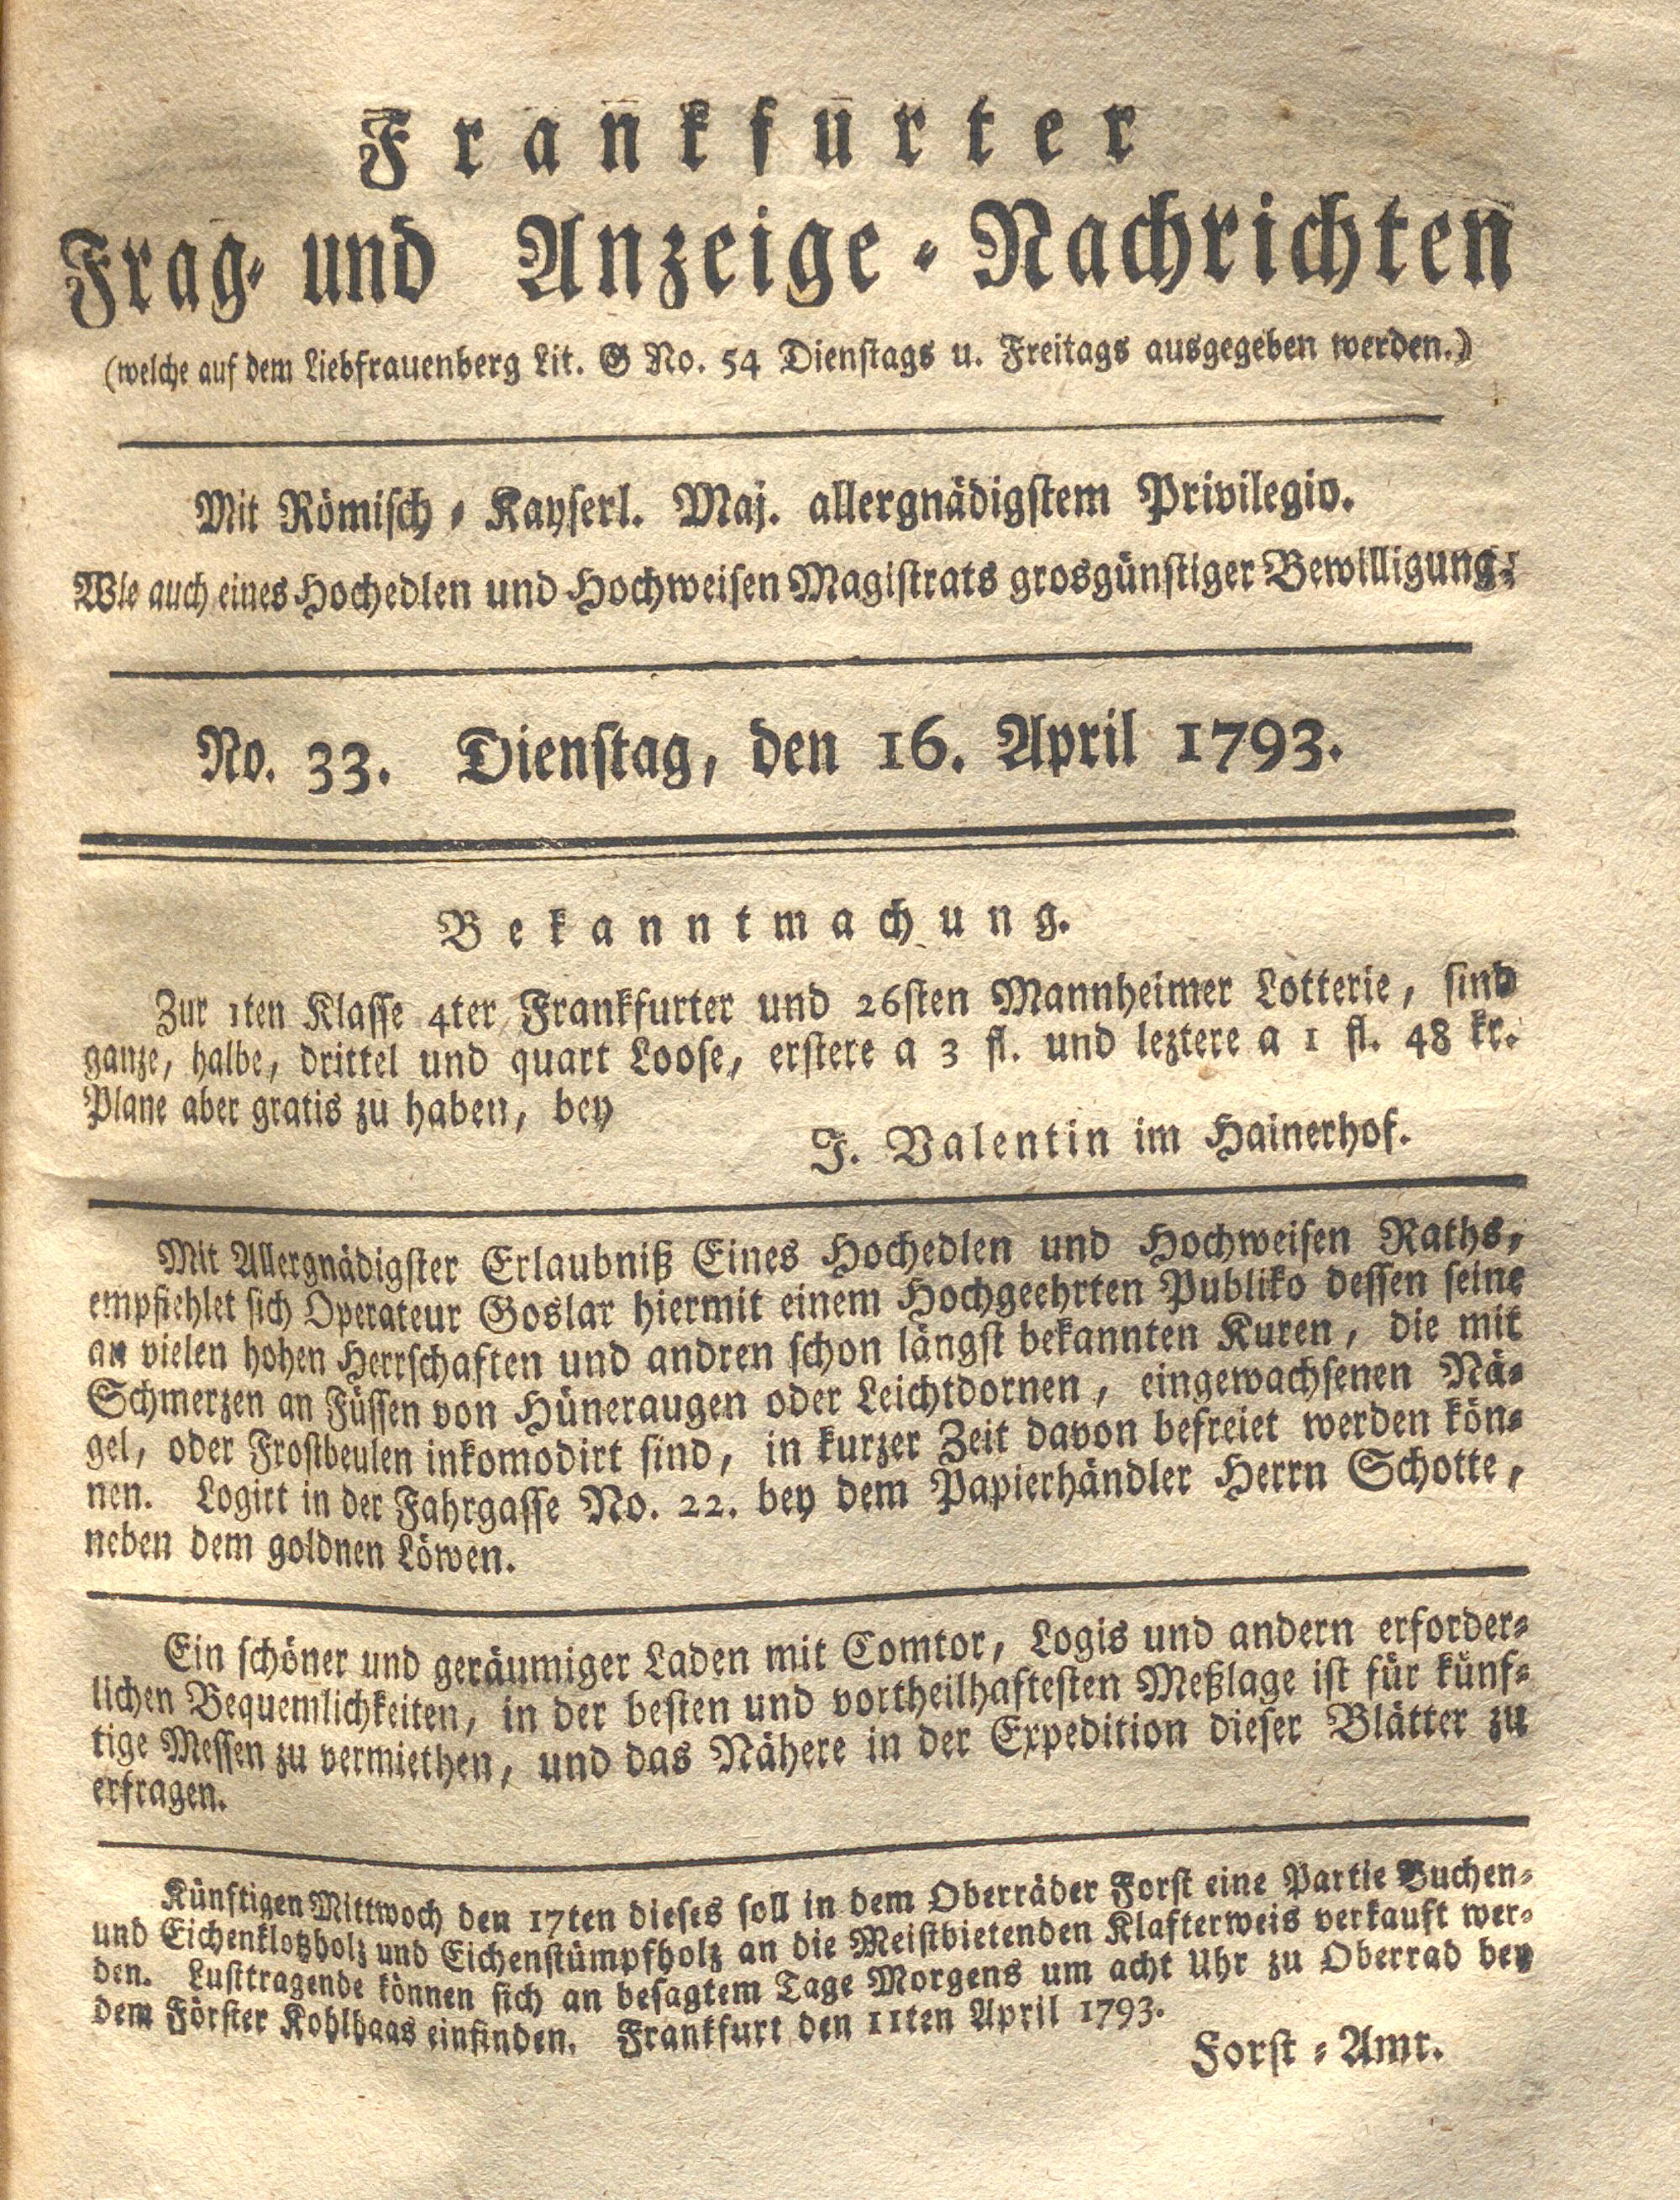 Frankfurter
Frag- und Anzeige-Nachrichten
(welche auf dem Liebfrauenberg Lit. G No. 54 Dienstags u. Freitags ausgegeben werden.)
Mit Römisch-Kayserl. Maj. allergnädigstem Privilegio.
Wie auch eines Hochedlen und Hochweisen Magistrats grosgünstiger Bewilligung.
No. 33. Dienstag, den 16. April 1793.
Bekanntmachung.
Zur 1ten Klasse 4ter Frankfurter und 26sten Mannheimer Lotterie, sind
ganze, halbe, drittel und quart Loose, erstere a 3 fl. und leztere a 1 fl. 48 kr.
Plane aber gratis zu haben, bey
J. Valentin im Hainerhof.
Mit Allergnädigster Erlaubniß Eines Hochedlen und Hochweisen Raths,
empfiehlet sich Operateur Goslar hiermit einem Hochgeehrten Publiko dessen seine
an vielen hohen Herrschaften und andren schon längst bekannten Kuren, die mit
Schmerzen an Füssen von Hüneraugen oder Leichtdornen, eingewachsenen Nä-
gel, oder Frostbeulen inkomodirt sind, in kurzer Zeit davon befreiet werden kön-
nen. Logirt in der Fahrgasse No. 22. bey dem Papierhändler Herrn Schotte,
neben dem goldnen Löwen.
Ein schöner und geräumiger Laden mit Comtor, Logis und andern erforder-
lichen Bequemlichkeiten, in der besten und vortheilhaftesten Meßlage ist für künf-
tige Messen zu vermiethen, und das Nähere in der Expedition dieser Blätter zu
erfragen.
Künftigen Mittwoch den 17ten dieses soll in dem Oberräder Forst eine Partie Buchen-
und Eichenklotzholz und Eichenstümpfholz an die Meistbietenden Klafterweis verkauft wer-
den. Lusttragende können sich an besagtem Tage Morgens um acht Uhr zu Oberrad bey
dem Förster Kohlhaas einfinden. Frankfurt den 11ten April 1793.
Forst-Amt.